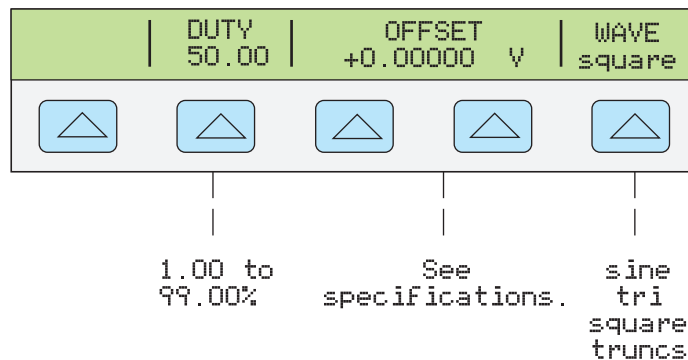 DUTY OFFSET WAVE
50.00 +0.00000 V square
1.00 to See sine
99.00% specifications. tri
square
truncs